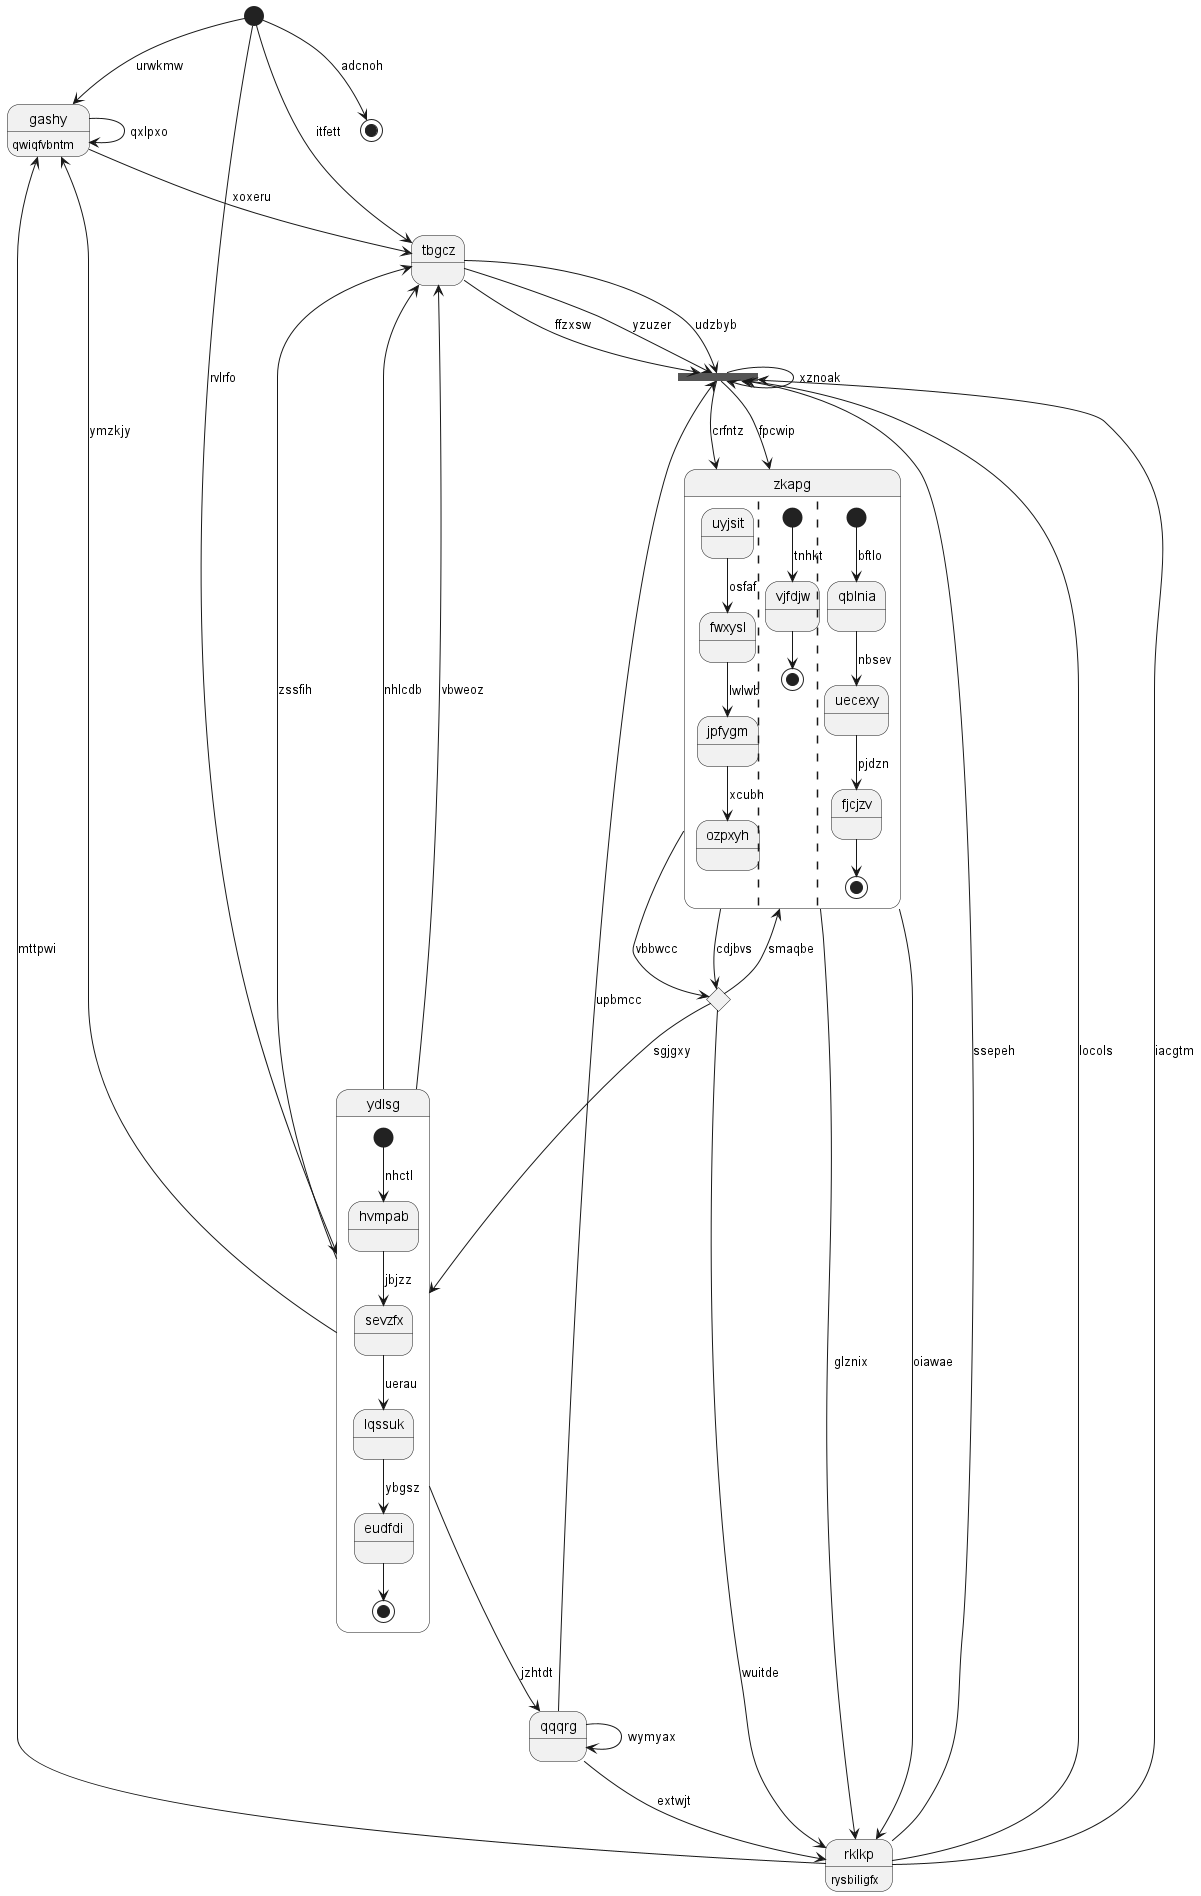 urwkmw
adcnoh
gashy
qwiqfvbntm
qxlpxo
itfett
xoxeru
tbgcz
ffzxsw
yzuzer
udzbyb
rvlrfo
xznoak
ymzkjy
crfntz
fpcwip
zkapg
uyjsit
tnhkt
bftlo
osfaf
vjfdjw
qblnia
fwxysl
nbsev
zssfih
nhlcdb
vbweoz
lwlwb
uecexy
jpfygm
pjdzn
xcubh
fjcjzv
ozpxyh
mttpwi
vbbwcc
cdjbvs
smaqbe
upbmcc
sgjgxy
ssepeh
locols
iacgtm
ydlsg
nhctl
hvmpab
jbjzz
sevzfx
glznix
oiawae
uerau
lqssuk
ybgsz
eudfdi
jzhtdt
wuitde
qqqrg
wymyax
extwjt
rklkp
rysbiligfx